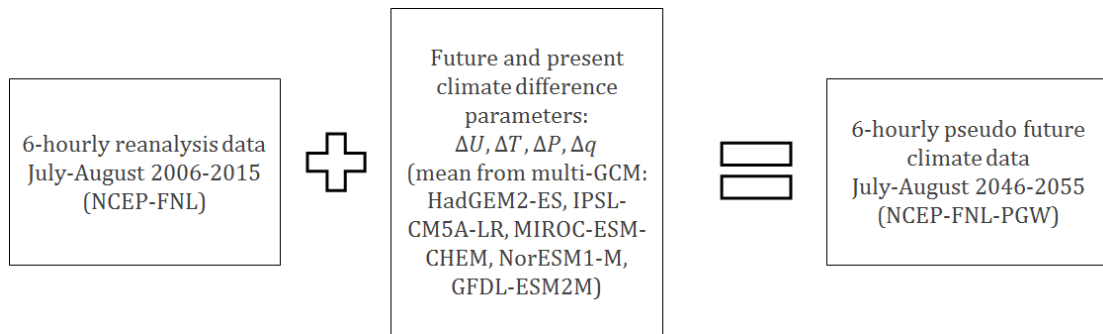 6-hourly reanalysis data
July-August 2006-2015
(NCEP-FNL)
Future and present
climate difference
parameters:
Δ𝑈, Δ𝑇, Δ𝑃, Δ𝑞
(mean from multi-GCM:
HadGEM2-ES, IPSL-
CM5A-LR, MIROC-ESM-
CHEM, NorESM1-M,
GFDL-ESM2M)
6-hourly pseudo future
climate data
July-August 2046-2055
(NCEP-FNL-PGW)